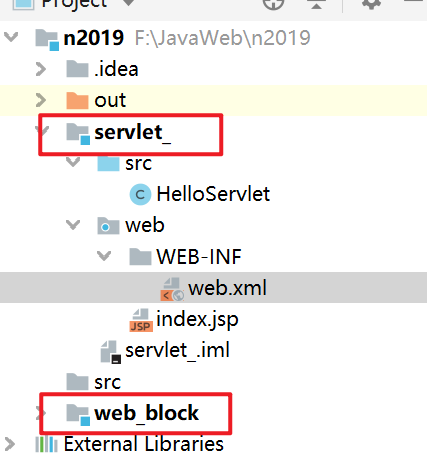 Project
n2019 F:\JavaWeb\n2019
.idea
out
servlet_
src
HelloServlet
web
WEB-INF
web.xml
JSP index.jsp
servlet_.iml
src
web_block
External Libraries